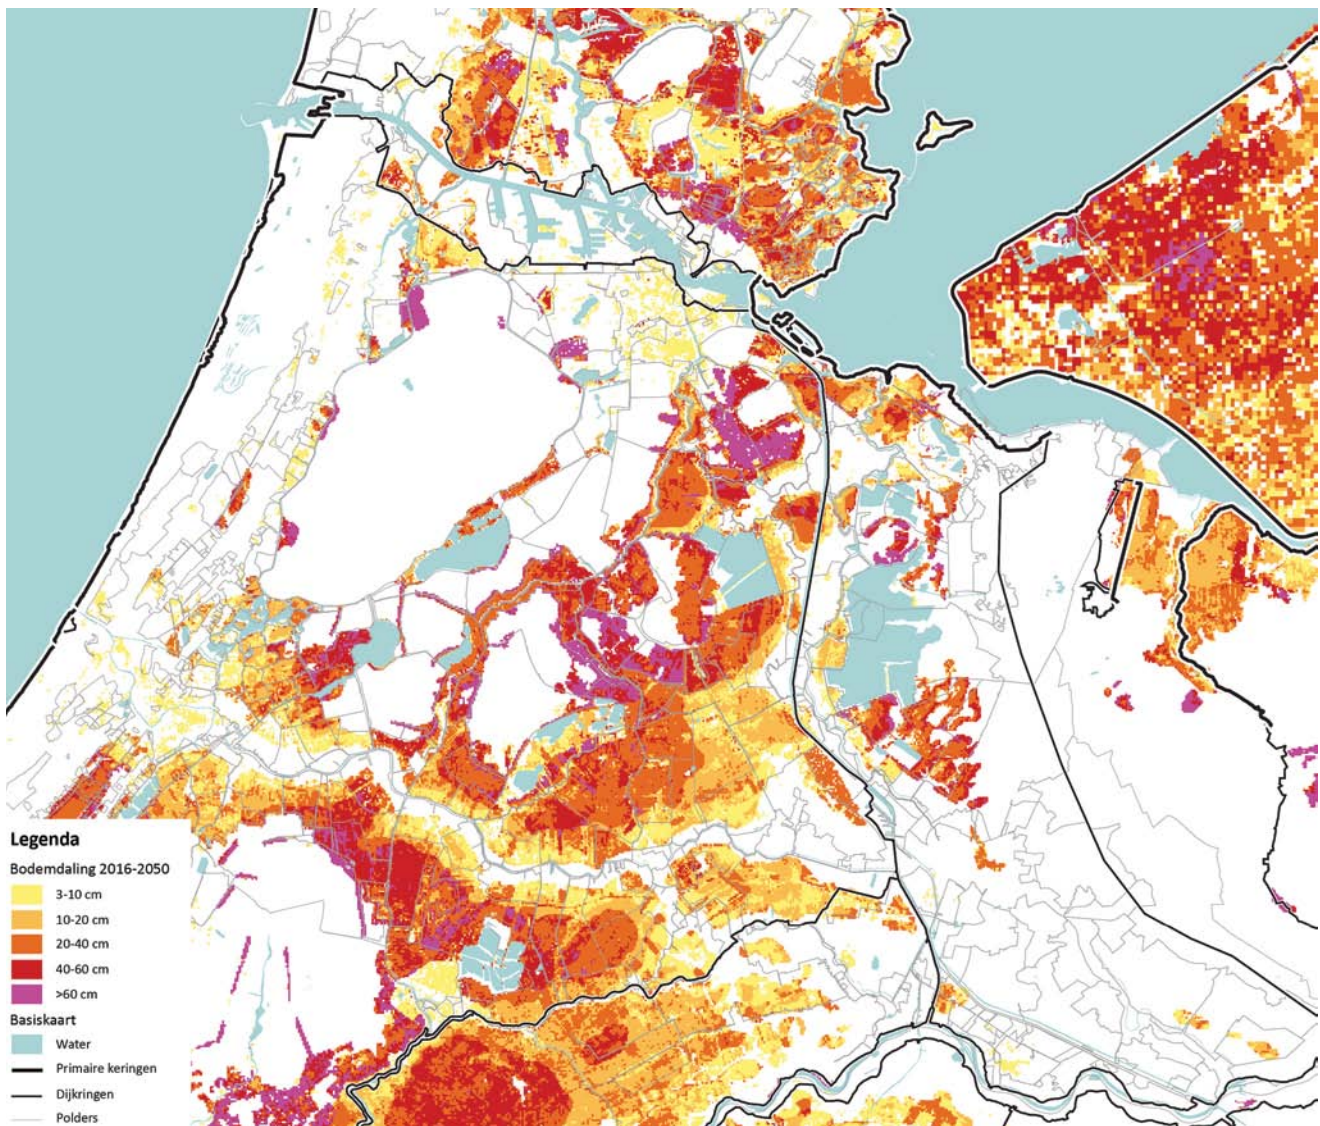 Legenda
Bodemdaling 2016-2050
3-10 cm
10-20 cm
20-40 cm
40-60 cm
>60 cm
Basiskaart
Water
Primaire keringen
Dijkringen
Polders